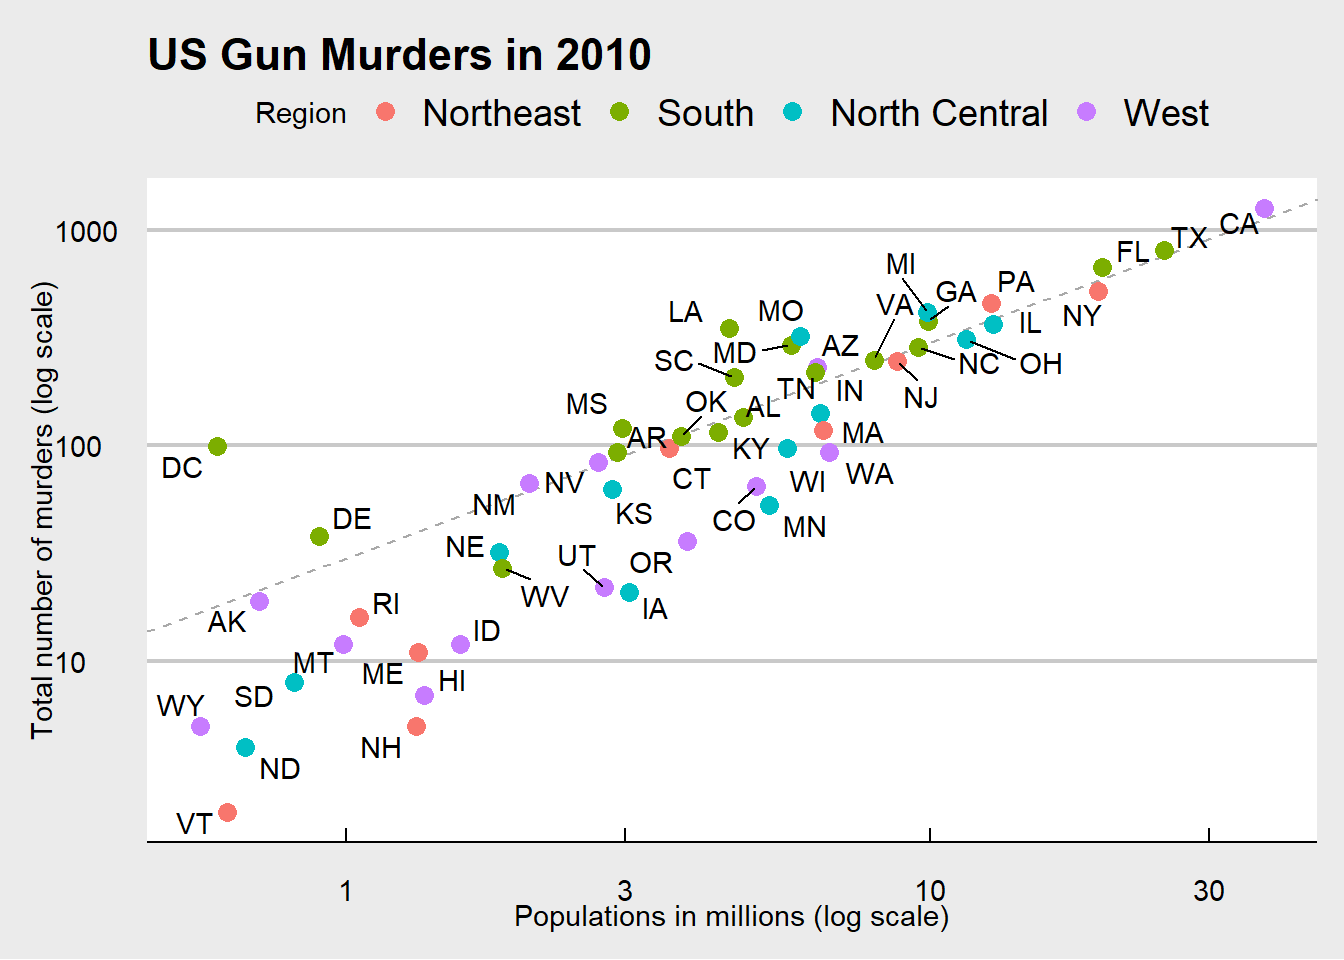 US Gun Murders in 2010
Region Northeast South North Central West
Total number of murders (log scale)
1000
100
10
CA
TX
FL
MI
PA
GA
VA
LA
MO
NY
IL
AZ
MD
SC
NC
OH
TN
IN
NJ
OK
MS
AL
AR
MA
KY
DC
WA
CT
NV
WI
NM
KS
DE
CO
MN
NE
UT
OR
WV
RI
IA
AK
ID
MT
ME
HI
SD
WY
NH
ND
VT
1 3 10 30
Populations in millions (log scale)